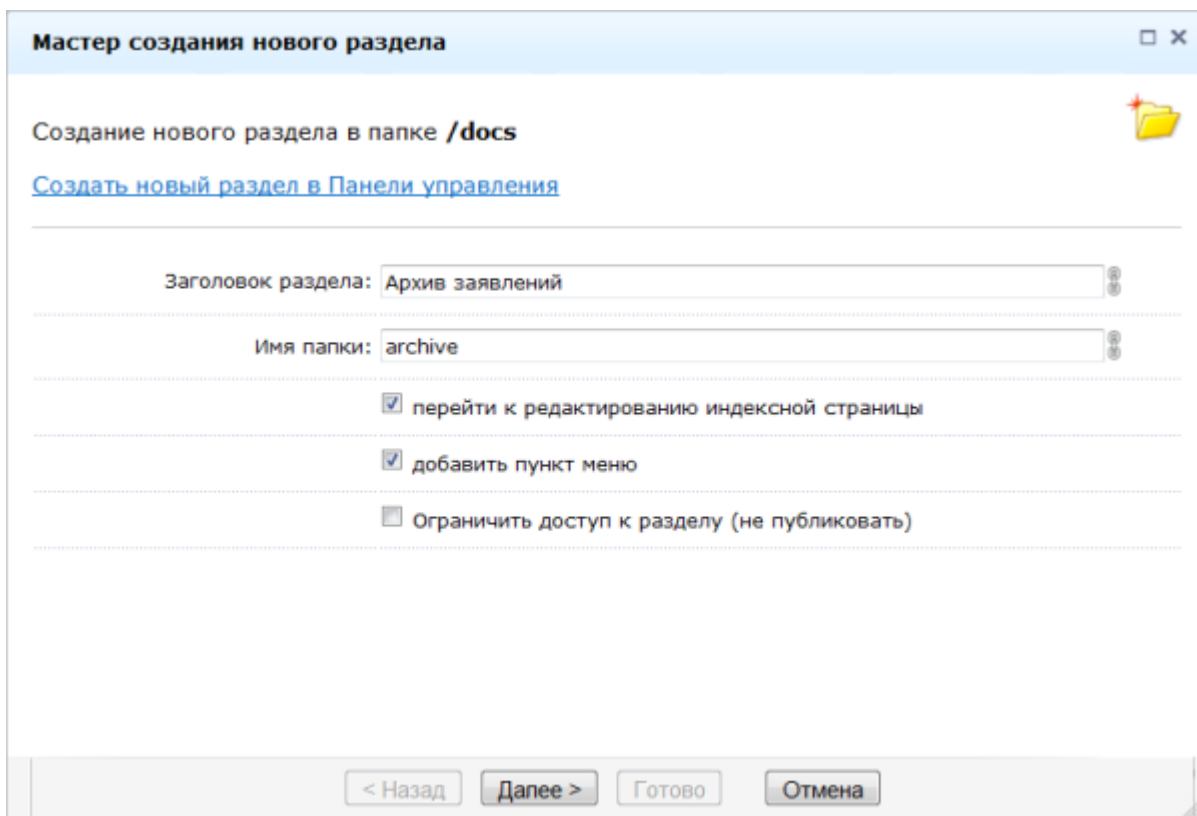 Мастер создания нового раздела
Создание нового раздела в папке /docs
Создать новый раздел в Панели управления
Заголовок раздела: Архив заявлений
Имя папки: archive
перейти к редактированию индексной страницы
добавить пункт меню
Ограничить доступ к разделу (не публиковать)
< Назад Далее > Готово Отмена